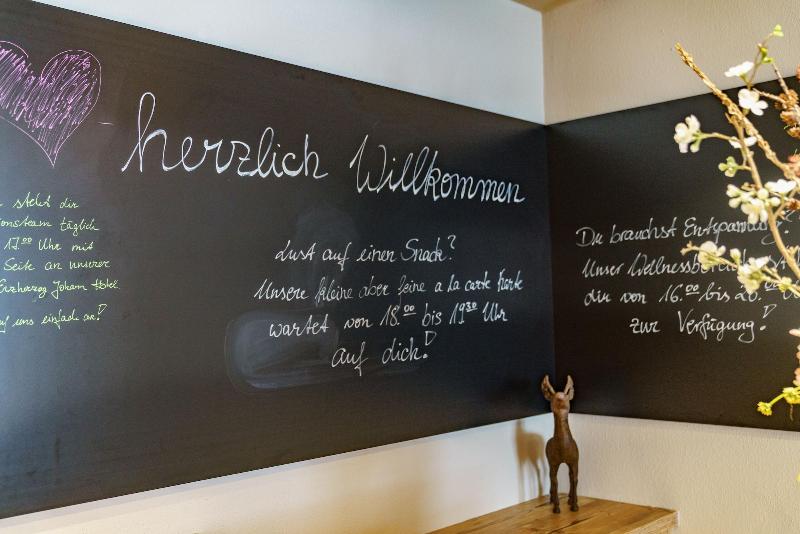 herzlich Willkommen
steht dir
täglich
17.00 Uhr mit
Seite an unserer
Erzherzog Johann Hotel.
uns einfach an!
Lust auf einen Snack?
Unsere kleine aber feine a la carte Karte
wartet von 18.00 bis 19.30 Uhr
auf dich!
Du brauchst Entspannung?
Unser Wellnessbereich
dir von 16.00 bis 20.
zur Verfügung!